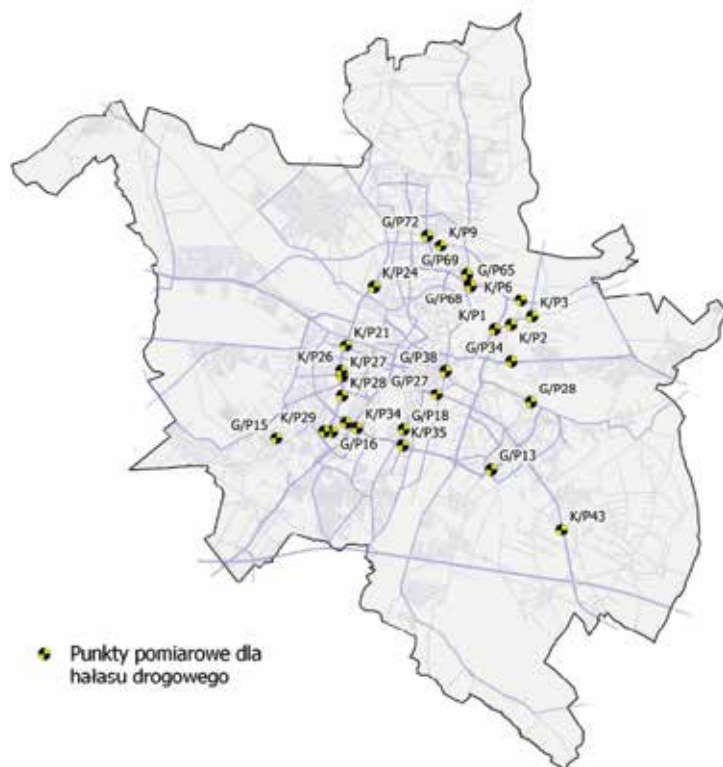 G/P72
K/P9
G/P69
G/P65
K/P24
K/P6
G/P68
K/P3
K/P1
K/P2
K/P21
G/P34
K/P26
K/P27
G/P38
K/P28
G/P27
G/P28
G/P15
K/P29
K/P34
G/P18
G/P16
K/P35
G/P13
K/P43
Punkty pomiarowe dla
hałasu drogowego